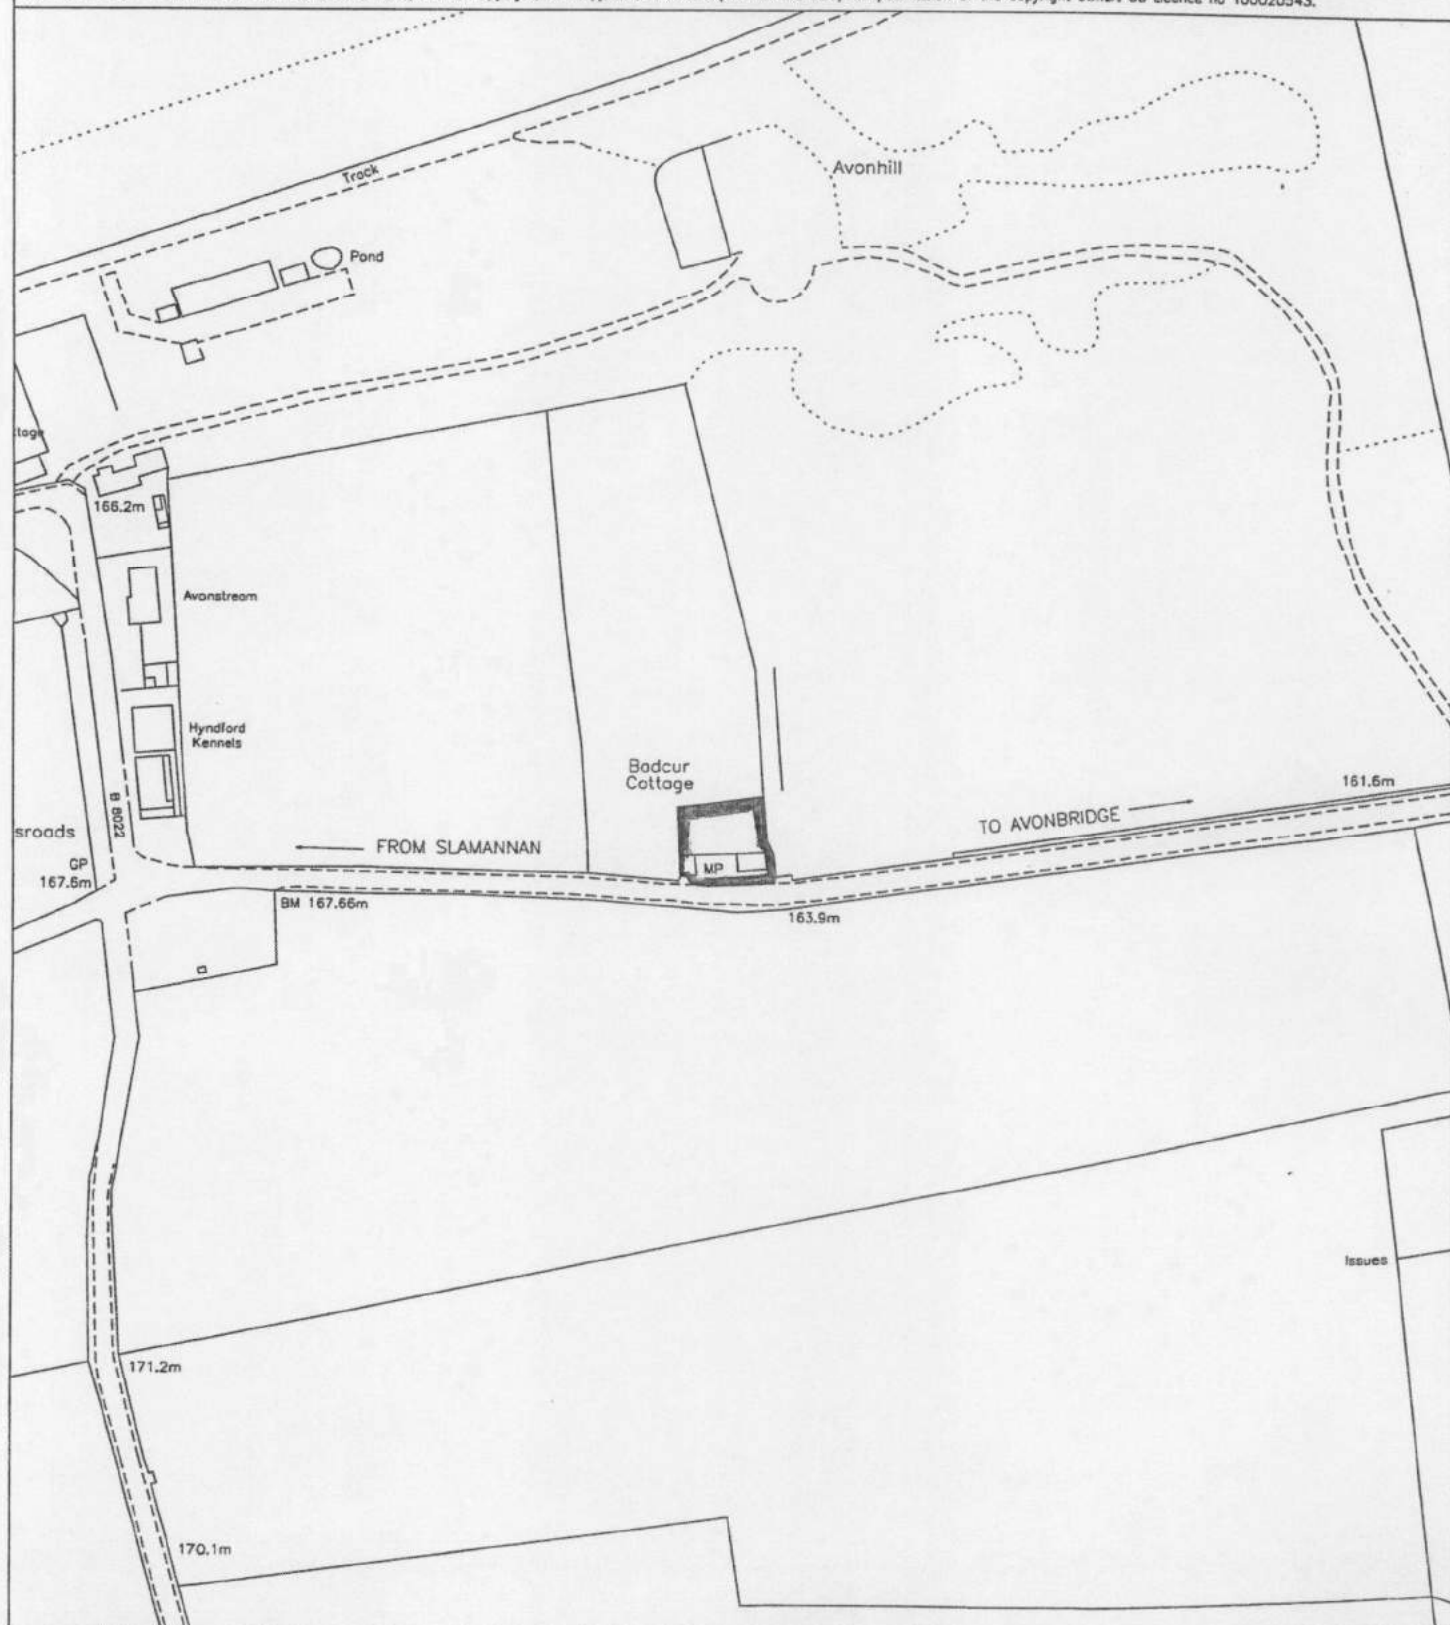 Track
Avonhill
Pond
166.2m
Avonstream
Hyndford
Kennels
Badcur
Cottage
161.6m
TO AVONBRIDGE
B 8022
sroads
FROM SLAMANNAN
GP
167.6m
MP
BM 167.66m
163.9m
Issues
171.2m
170.1m